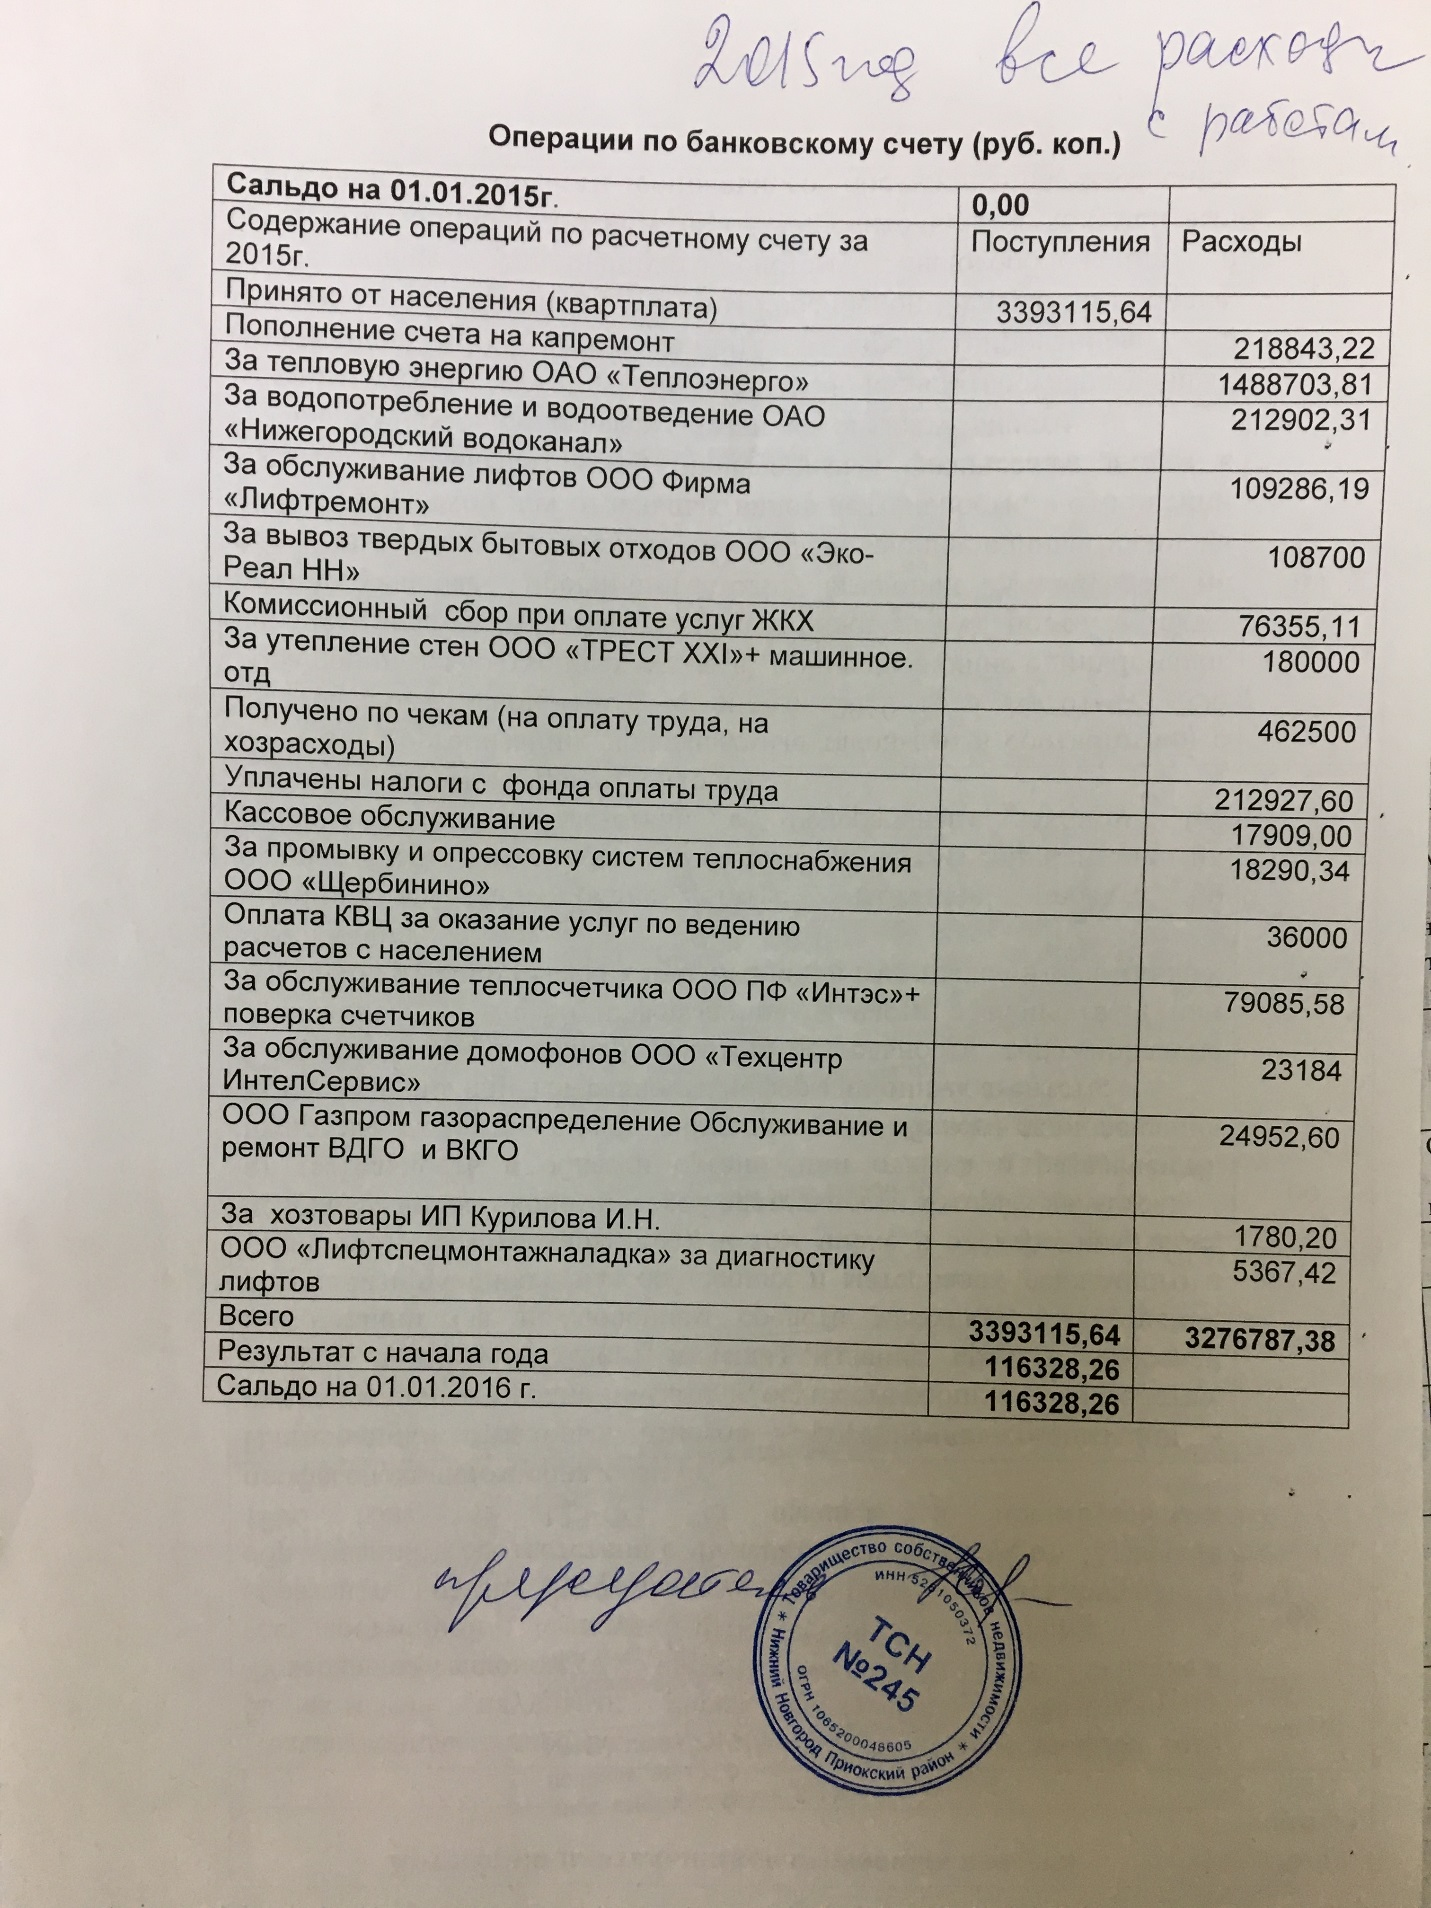 2015 год все расходы
с работам
Операции по банковскому счету (руб. коп.)
Сальдо на 01.01.2015г. 0,00
Содержание операций по расчетному счету за Поступления Расходы
2015г.
Принято от населения (квартплата) 3393115,64
Пополнение счета на капремонт 218843,22
За тепловую энергию ОАО «Теплоэнерго» 1488703,81
За водопотребление и водоотведение ОАО 212902,31
«Нижегородский водоканал»
За обслуживание лифтов ООО Фирма 109286,19
«Лифтремонт»
За вывоз твердых бытовых отходов ООО «Эко- 108700
Реал НН»
Комиссионный сбор при оплате услуг ЖКХ 76355,11
За утепление стен ООО «ТРЕСТ XXI»+ машинное. 180000
отд
Получено по чекам (на оплату труда, на 462500
хозрасходы)
Уплачены налоги с фонда оплаты труда 212927,60
Кассовое обслуживание 17909,00
За промывку и опрессовку систем теплоснабжения 18290,34
ООО «Щербинино»
Оплата КВЦ за оказание услуг по ведению 36000
расчетов с населением
За обслуживание теплосчетчика ООО ПФ «Интэс»+ 79085,58
поверка счетчиков
За обслуживание домофонов ООО «Техцентр 23184
ИнтелСервис»
ООО Газпром газораспределение Обслуживание и 24952,60
ремонт ВДГО и ВКГО
За хозтовары ИП Курилова И.Н. 1780,20
ООО «Лифтспецмонтажналадка» за диагностику 5367,42
лифтов
Всего 3393115,64 3276787,38
Результат с начала года 116328,26
Сальдо на 01.01.2016 г. 116328,26
председатель
Товарищество собственников недвижимости * Нижний Новгород Приокский район *
ИНН 5261050372
ТСН
№245
ОГРН 1065200048605